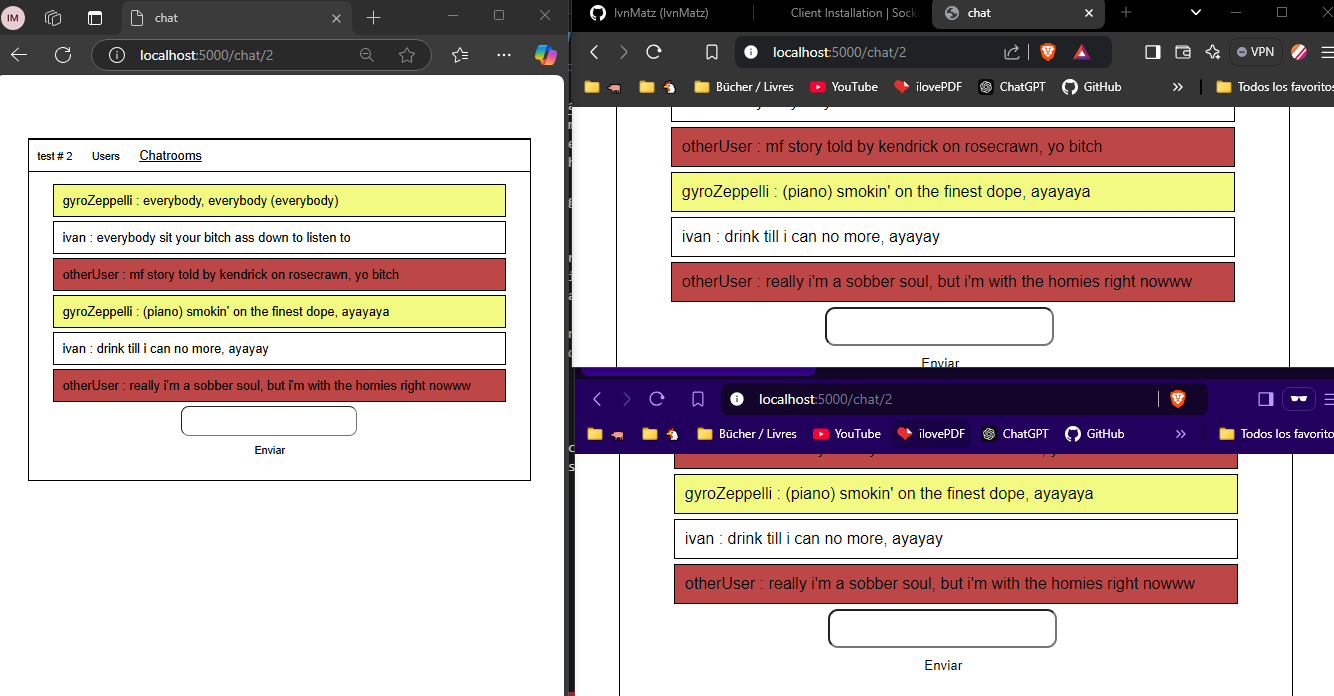 IM
chat
localhost:5000/chat/2
test # 2 Users Chatrooms
gyroZeppelli : everybody, everybody (everybody)
ivan : everybody sit your bitch ass down to listen to
otherUser : mf story told by kendrick on rosecrawn, yo bitch
gyroZeppelli : (piano) smokin' on the finest dope, ayayaya
ivan : drink till i can no more, ayayay
otherUser : really i'm a sobber soul, but i'm with the homies right nowww
Enviar
IvnMatz (IvnMatz) Client Installation | Sock chat
localhost:5000/chat/2 VPN
Bücher / Livres YouTube ilovePDF ChatGPT GitHub » Todos los favoritos
otherUser : mf story told by kendrick on rosecrawn, yo bitch
gyroZeppelli : (piano) smokin' on the finest dope, ayayaya
ivan : drink till i can no more, ayayay
otherUser : really i'm a sobber soul, but i'm with the homies right nowww
Enviar
localhost:5000/chat/2
Bücher / Livres YouTube ilovePDF ChatGPT GitHub » Todos los favorito
gyroZeppelli : (piano) smokin' on the finest dope, ayayaya
ivan : drink till i can no more, ayayay
otherUser : really i'm a sobber soul, but i'm with the homies right nowww
Enviar